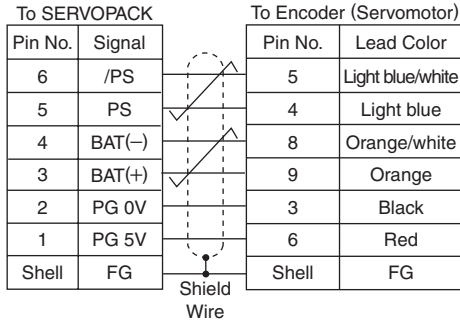 To SERVOPACK To Encoder (Servomotor)
Pin No. Signal Pin No. Lead Color
6 /PS 5 Light blue/white
5 PS 4 Light blue
4 BAT(−) 8 Orange/white
3 BAT(+) 9 Orange
2 PG 0V 3 Black
1 PG 5V 6 Red
Shell FG Shell FG
Shield
Wire